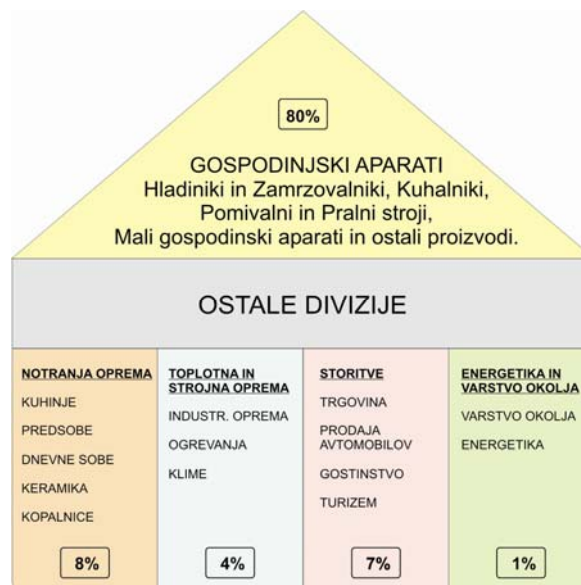 80%
GOSPODINJSKI APARATI
Hladiniki in Zamrzovalniki, Kuhalniki,
Pomivalni in Pralni stroji,
Mali gospodinski aparati in ostali proizvodi.
OSTALE DIVIZIJE
NOTRANJA OPREMA
KUHINJE
PREDSOBE
DNEVNE SOBE
KERAMIKA
KOPALNICE
8%
TOPLOTNA IN
STROJNA OPREMA
INDUSTR. OPREMA
OGREVANJA
KLIME
4%
STORITVE
TRGOVINA
PRODAJA
AVTOMOBILOV
GOSTINSTVO
TURIZEM
7%
ENERGETIKA IN
VARSTVO OKOLJA
VARSTVO OKOLJA
ENERGETIKA
1%